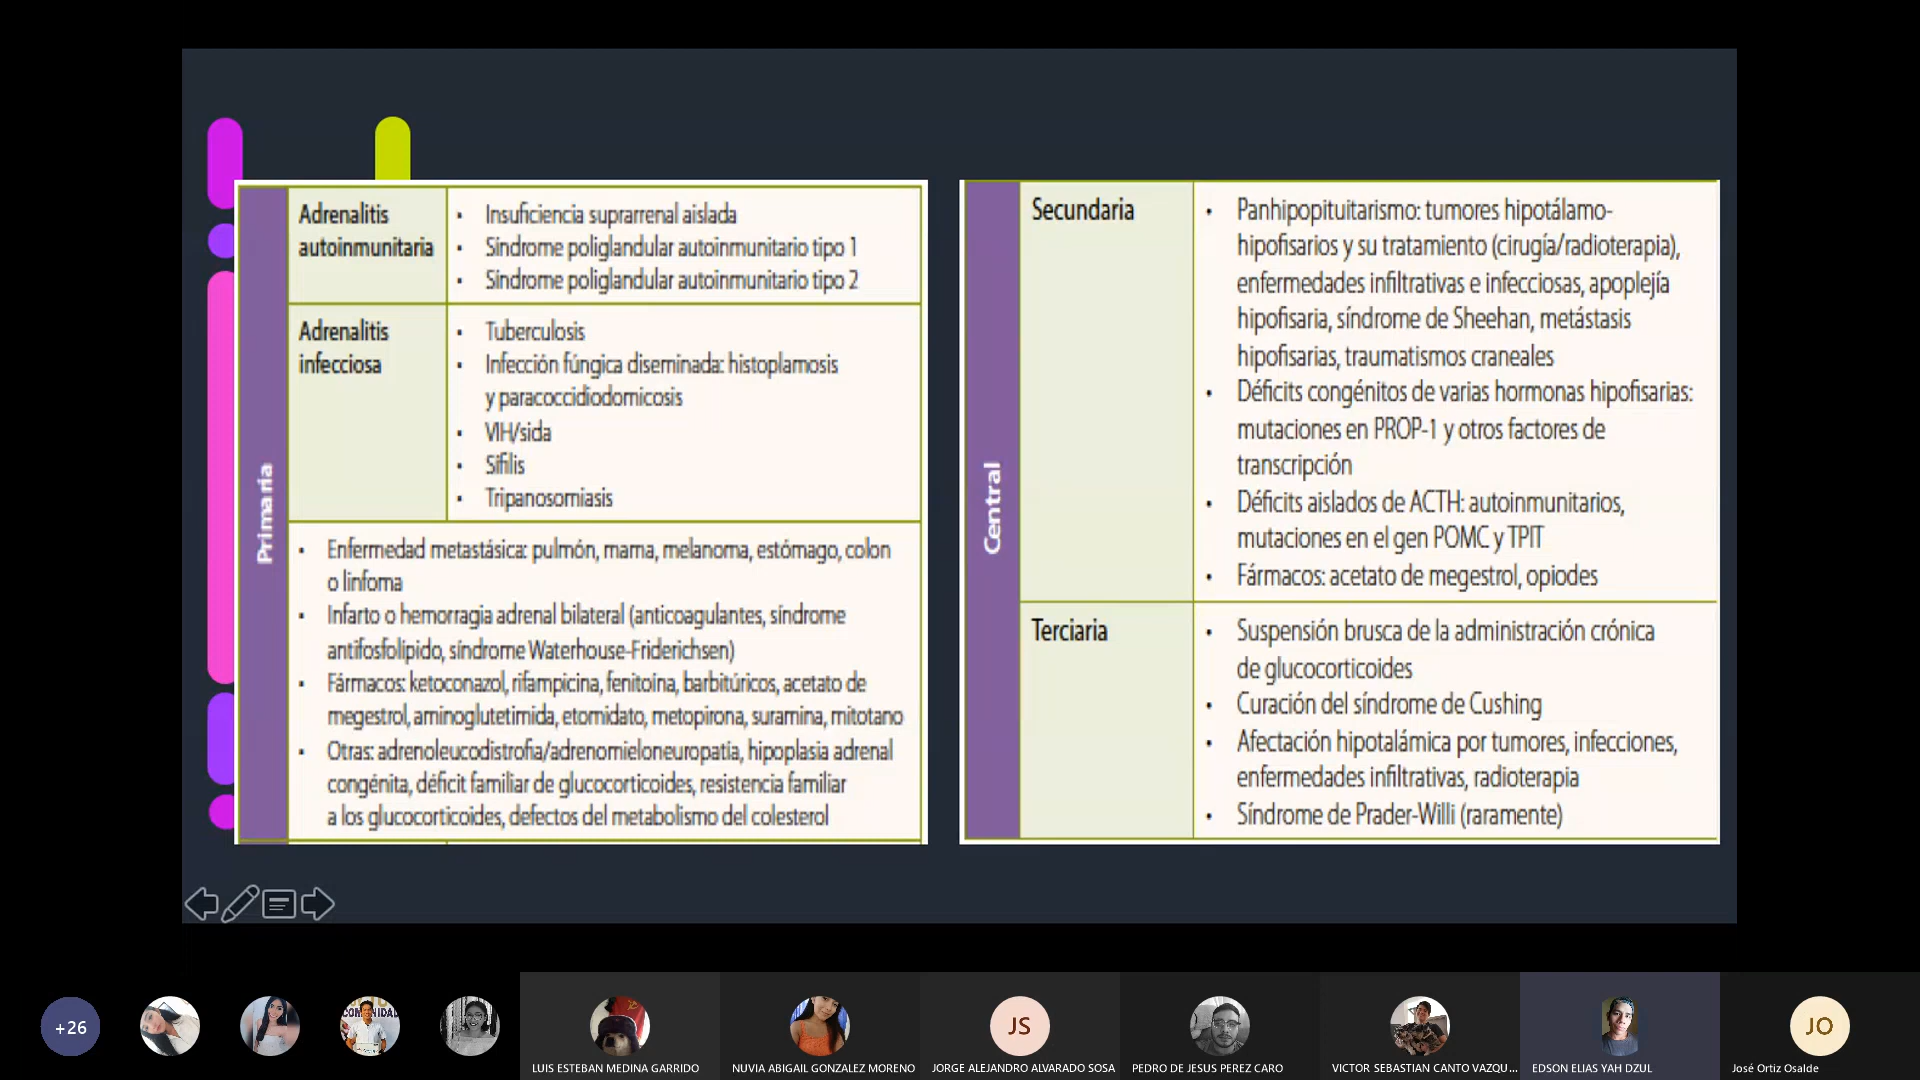 Primaria
Adrenalitis
autoinmunitaria
• Insuficiencia suprarrenal aislada
• Síndrome poliglandular autoinmunitario tipo 1
• Síndrome poliglandular autoinmunitario tipo 2
Adrenalitis
infecciosa
• Tuberculosis
• Infección fúngica diseminada: histoplamosis
y paracoccidiodomicosis
• VIH/sida
• Sífilis
• Tripanosomiasis
• Enfermedad metastásica: pulmón, mama, melanoma, estómago, colon
o linfoma
• Infarto o hemorragia adrenal bilateral (anticoagulantes, síndrome
antifosfolípido, síndrome Waterhouse-Friderichsen)
• Fármacos: ketoconazol, rifampicina, fenitoína, barbitúricos, acetato de
megestrol, aminoglutetimida, etomidato, metopirona, suramina, mitotano
• Otras: adrenoleucodistrofia/adrenomieloneuropatía, hipoplasia adrenal
congénita, déficit familiar de glucocorticoides, resistencia familiar
a los glucocorticoides, defectos del metabolismo del colesterol
Central
Secundaria
• Panhipopituitarismo: tumores hipotálamo-
hipofisarios y su tratamiento (cirugía/radioterapia),
enfermedades infiltrativas e infecciosas, apoplejía
hipofisaria, síndrome de Sheehan, metástasis
hipofisarias, traumatismos craneales
• Déficits congénitos de varias hormonas hipofisarias:
mutaciones en PROP-1 y otros factores de
transcripción
• Déficits aislados de ACTH: autoinmunitarios,
mutaciones en el gen POMC y TPIT
• Fármacos: acetato de megestrol, opiodes
Terciaria
• Suspensión brusca de la administración crónica
de glucocorticoides
• Curación del síndrome de Cushing
• Afectación hipotalámica por tumores, infecciones,
enfermedades infiltrativas, radioterapia
• Síndrome de Prader-Willi (raramente)
+26
JS
JO
LUIS ESTEBAN MEDINA GARRIDO
NUVIA ABIGAIL GONZALEZ MORENO
JORGE ALEJANDRO ALVARADO SOSA
PEDRO DE JESUS PEREZ CARO
VICTOR SEBASTIAN CANTO VAZQU...
EDSON ELIAS YAH DZUL
José Ortiz Osalde